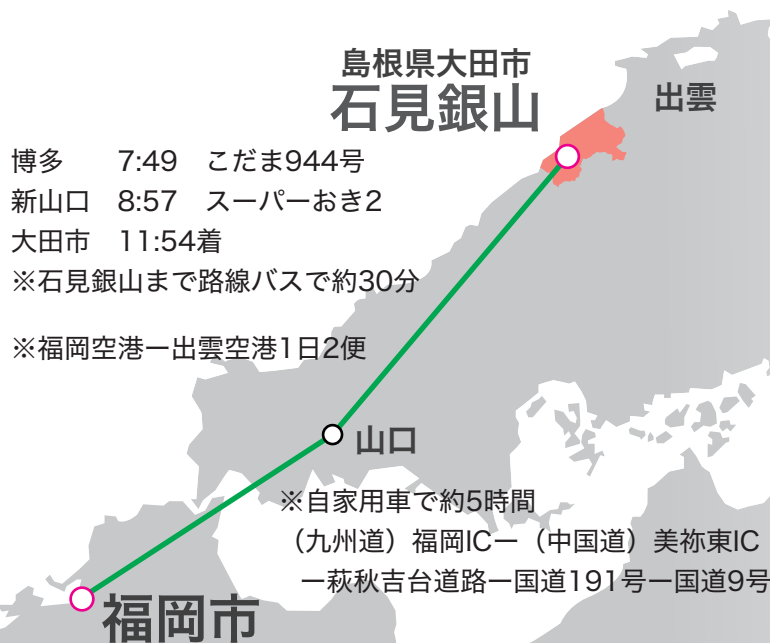 島根県大田市
石見銀山
出雲
博多 7:49 こだま944号
新山口 8:57 スーパーおき2
大田市 11:54着
※石見銀山まで路線バスで約30分
※福岡空港ー出雲空港1日2便
山口
※自家用車で約5時間
（九州道）福岡ICー（中国道）美祢東IC
ー萩秋吉台道路ー国道191号ー国道9号
福岡市